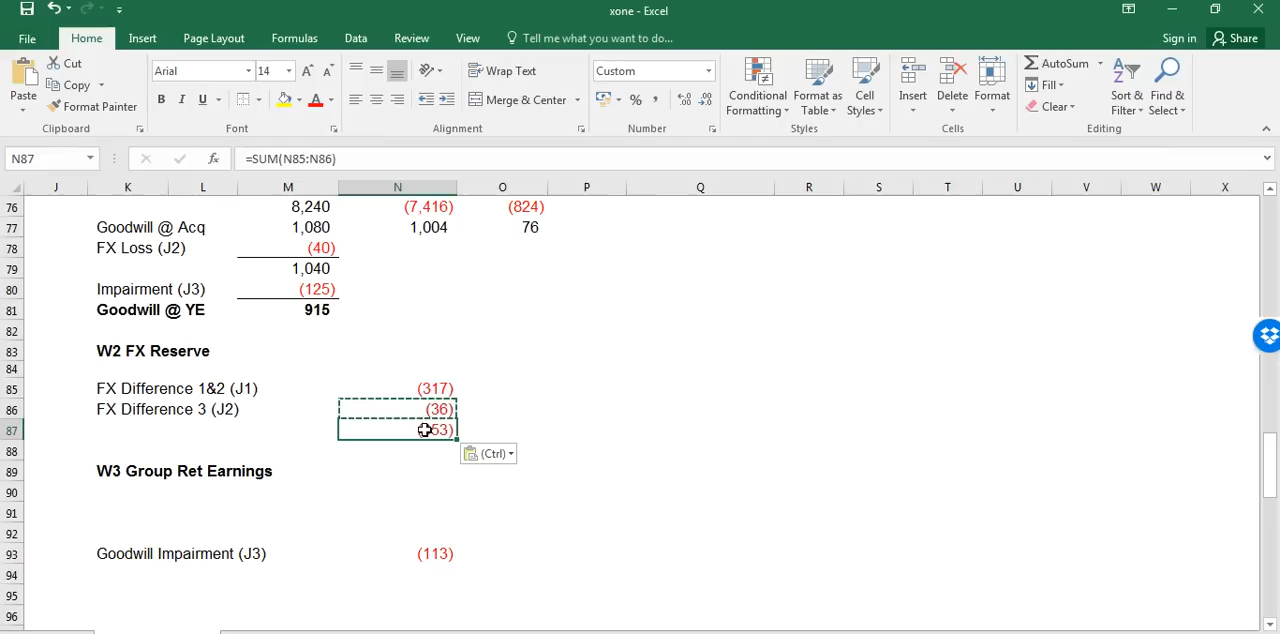 xone - Excel
File Home Insert Page Layout Formulas Data Review View Tell me what you want to do... Sign in Share
Paste Cut Copy Format Painter
Arial 14 A A
B I U A
Wrap Text Merge & Center
Custom % ,
Conditional Formatting Format as Table Cell Styles
Insert Delete Format
AutoSum Fill Clear Sort & Filter Find & Select
Clipboard Font Alignment Number Styles Cells Editing
N87 fx =SUM(N85:N86)
J K L M N O P Q R S T U V W X
76 8,240 (7,416) (824)
77 Goodwill @ Acq 1,080 1,004 76
78 FX Loss (J2) (40)
79 1,040
80 Impairment (J3) (125)
81 Goodwill @ YE 915
82
83 W2 FX Reserve
84
85 FX Difference 1&2 (J1) (317)
86 FX Difference 3 (J2) (36)
87 53)
(Ctrl)
88
89 W3 Group Ret Earnings
90
91
92
93 Goodwill Impairment (J3) (113)
94
95
96